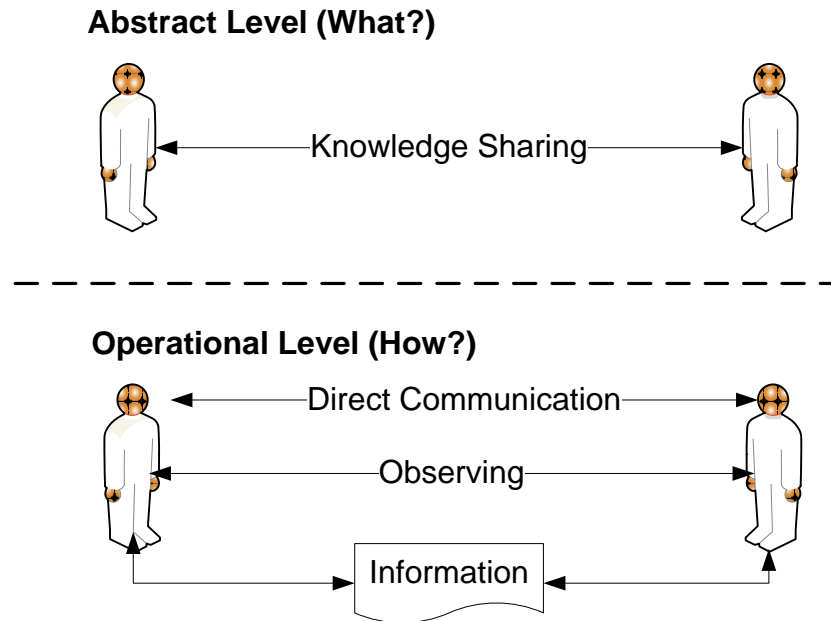 Abstract Level (What?)
Knowledge Sharing
Operational Level (How?)
Direct Communication
Observing
Information